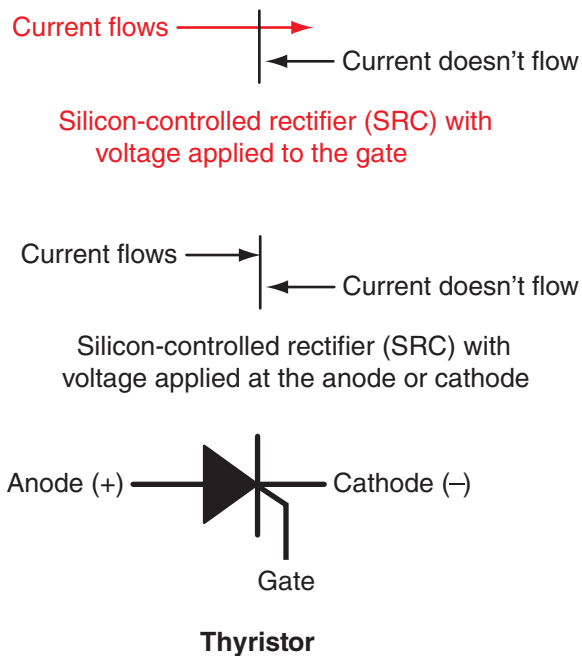 Current flows
Current doesn't flow
Silicon-controlled rectifier (SRC) with
voltage applied to the gate
Current flows
Current doesn't flow
Silicon-controlled rectifier (SRC) with
voltage applied at the anode or cathode
Anode (+)
Cathode (–)
Gate
Thyristor